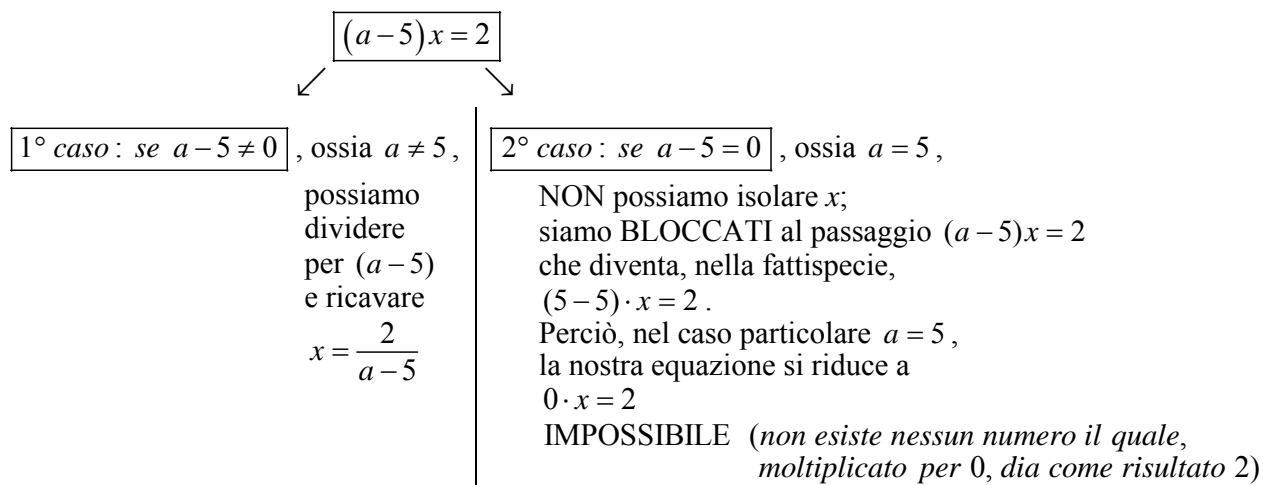 (a−5)x = 2
↙ ↘
1° caso: se a−5 ≠ 0, ossia a ≠ 5,
possiamo
dividere
per (a−5)
e ricavare
x = 2/(a−5)
2° caso: se a−5 = 0, ossia a = 5,
NON possiamo isolare x;
siamo BLOCCATI al passaggio (a−5)x = 2
che diventa, nella fattispecie,
(5−5)·x = 2.
Perciò, nel caso particolare a = 5,
la nostra equazione si riduce a
0·x = 2
IMPOSSIBILE (non esiste nessun numero il quale,
moltiplicato per 0, dia come risultato 2)